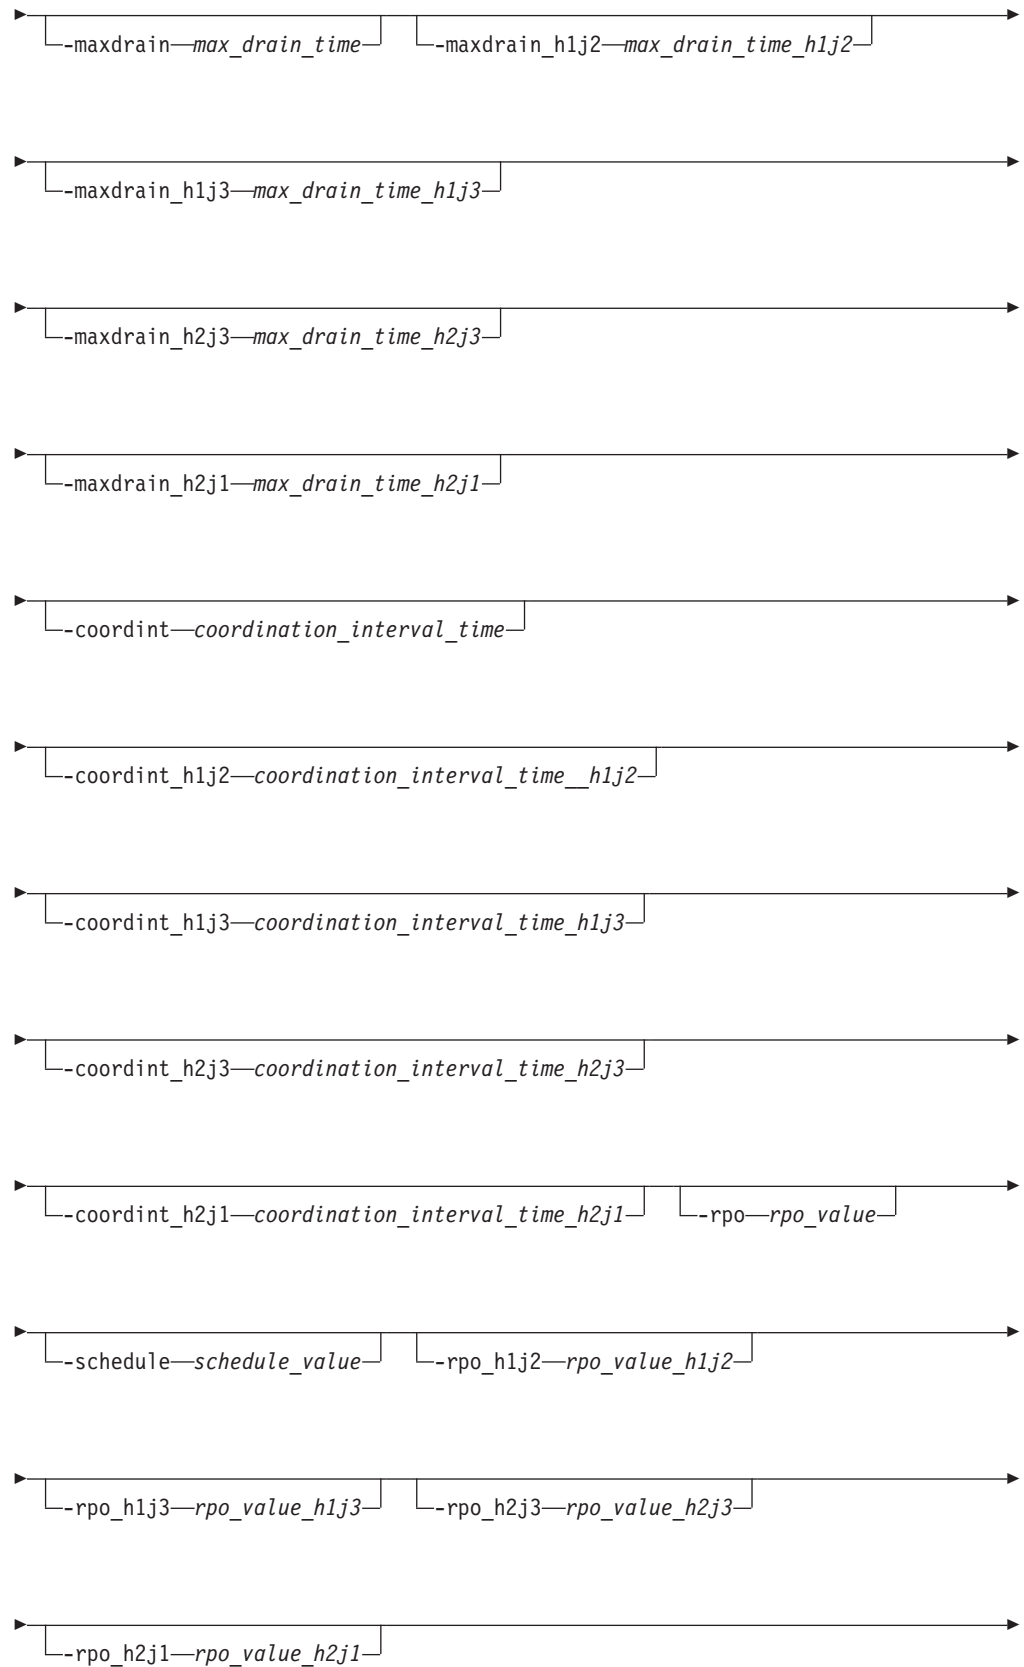 -maxdrain—max_drain_time -maxdrain_h1j2—max_drain_time_h1j2
-maxdrain_h1j3—max_drain_time_h1j3
-maxdrain_h2j3—max_drain_time_h2j3
-maxdrain_h2j1—max_drain_time_h2j1
-coordint—coordination_interval_time
-coordint_h1j2—coordination_interval_time__h1j2
-coordint_h1j3—coordination_interval_time_h1j3
-coordint_h2j3—coordination_interval_time_h2j3
-coordint_h2j1—coordination_interval_time_h2j1 -rpo—rpo_value
-schedule—schedule_value -rpo_h1j2—rpo_value_h1j2
-rpo_h1j3—rpo_value_h1j3 -rpo_h2j3—rpo_value_h2j3
-rpo_h2j1—rpo_value_h2j1